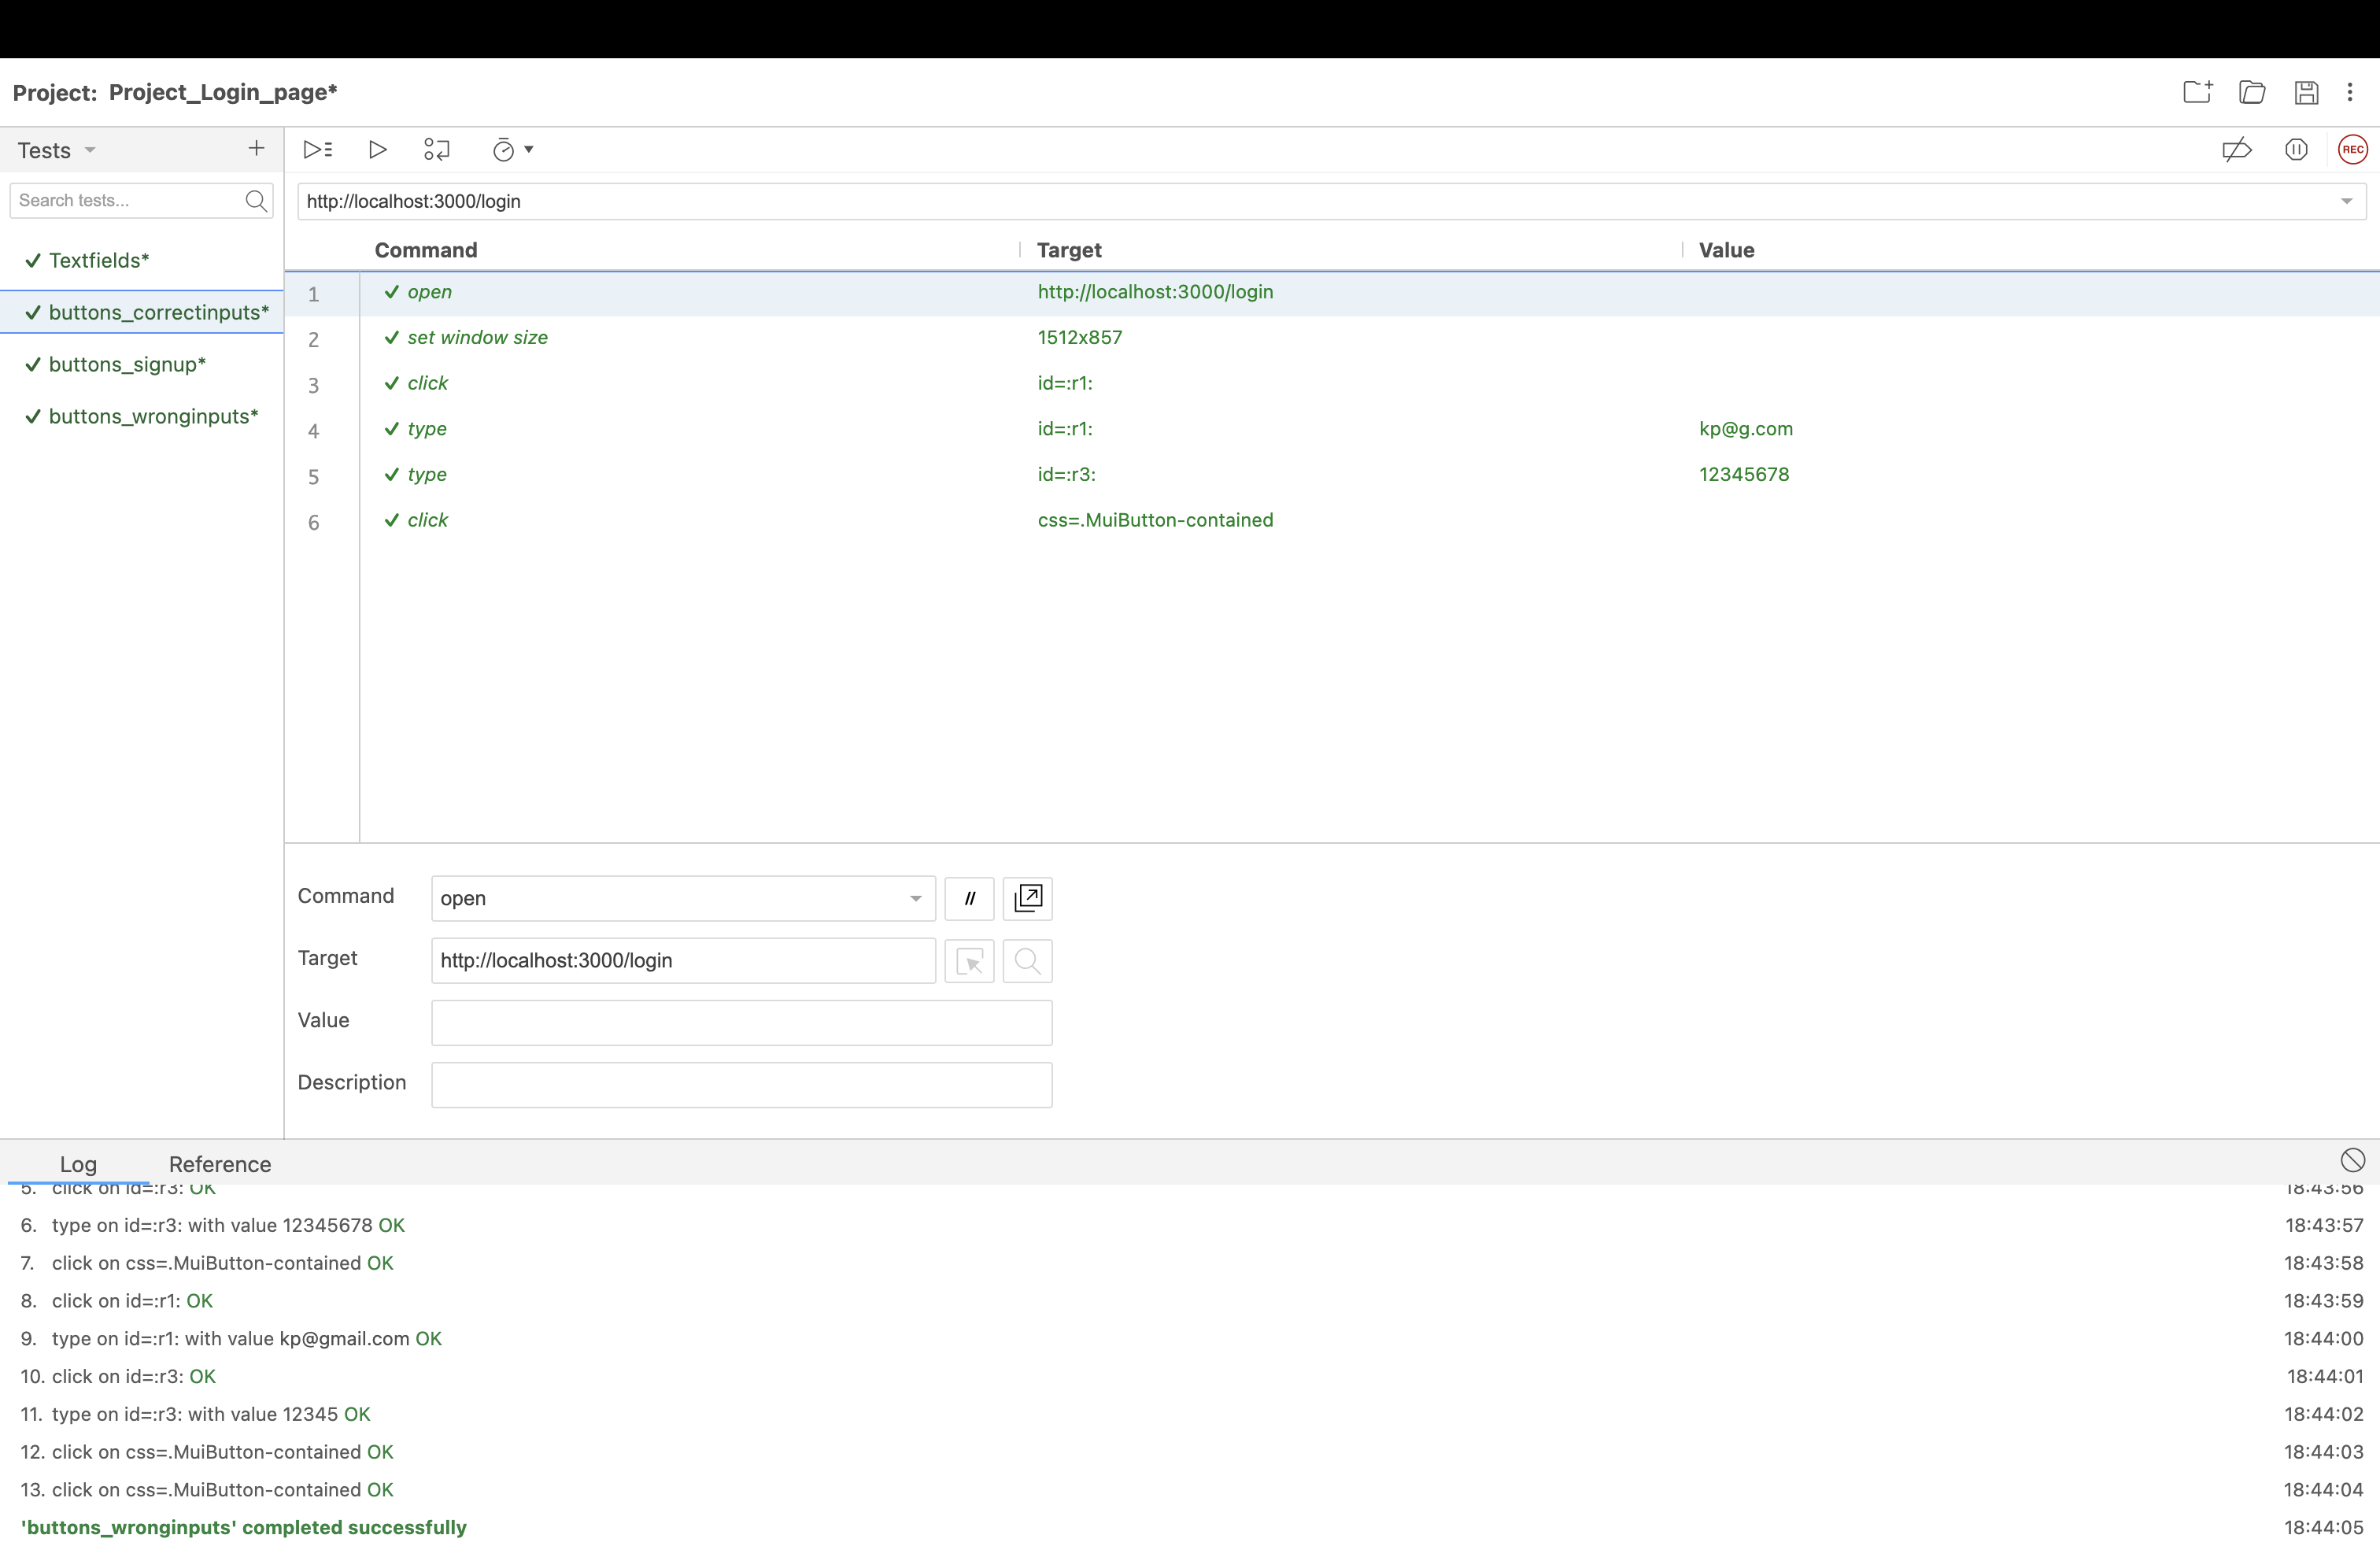 Project: Project_Login_page*
Tests
REC
Search tests...
http://localhost:3000/login
Command Target Value
Textfields*
buttons_correctinputs*
buttons_signup*
buttons_wronginputs*
1 open http://localhost:3000/login
2 set window size 1512x857
3 click id=:r1:
4 type id=:r1: kp@g.com
5 type id=:r3: 12345678
6 click css=.MuiButton-contained
Command open //
Target http://localhost:3000/login
Value
Description
Log Reference
5. click on id=:r3: OK 18:43:56
6. type on id=:r3: with value 12345678 OK 18:43:57
7. click on css=.MuiButton-contained OK 18:43:58
8. click on id=:r1: OK 18:43:59
9. type on id=:r1: with value kp@gmail.com OK 18:44:00
10. click on id=:r3: OK 18:44:01
11. type on id=:r3: with value 12345 OK 18:44:02
12. click on css=.MuiButton-contained OK 18:44:03
13. click on css=.MuiButton-contained OK 18:44:04
'buttons_wronginputs' completed successfully 18:44:05